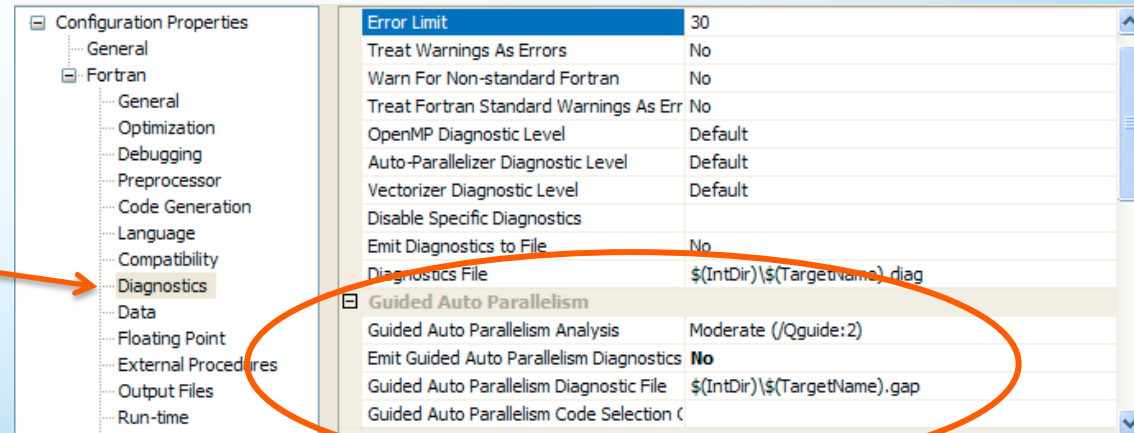 Configuration Properties
General
Fortran
General
Optimization
Debugging
Preprocessor
Code Generation
Language
Compatibility
Diagnostics
Data
Floating Point
External Procedures
Output Files
Run-time
Error Limit 30
Treat Warnings As Errors No
Warn For Non-standard Fortran No
Treat Fortran Standard Warnings As Err No
OpenMP Diagnostic Level Default
Auto-Parallelizer Diagnostic Level Default
Vectorizer Diagnostic Level Default
Disable Specific Diagnostics
Emit Diagnostics to File No
Diagnostics File $(IntDir)\$(TargetName).diag
Guided Auto Parallelism
Guided Auto Parallelism Analysis Moderate (/Qguide:2)
Emit Guided Auto Parallelism Diagnostics No
Guided Auto Parallelism Diagnostic File $(IntDir)\$(TargetName).gap
Guided Auto Parallelism Code Selection